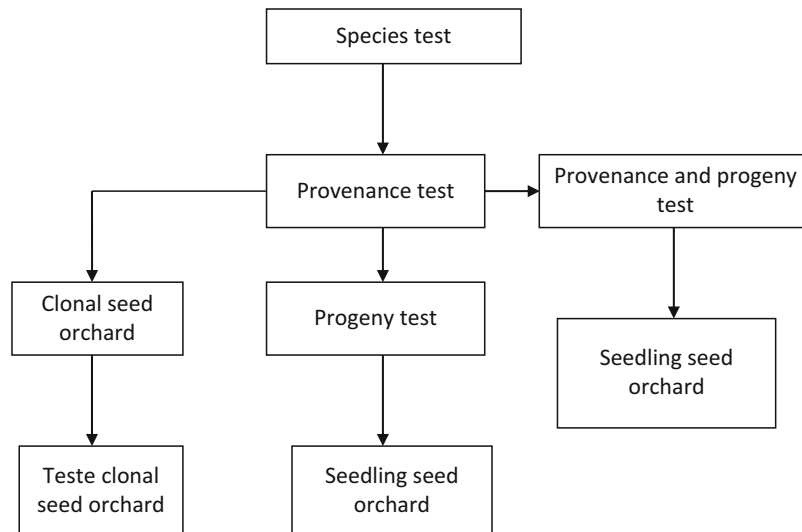 Species test
Provenance test
Provenance and progeny
test
Clonal seed
orchard
Progeny test
Seedling seed
orchard
Teste clonal
seed orchard
Seedling seed
orchard